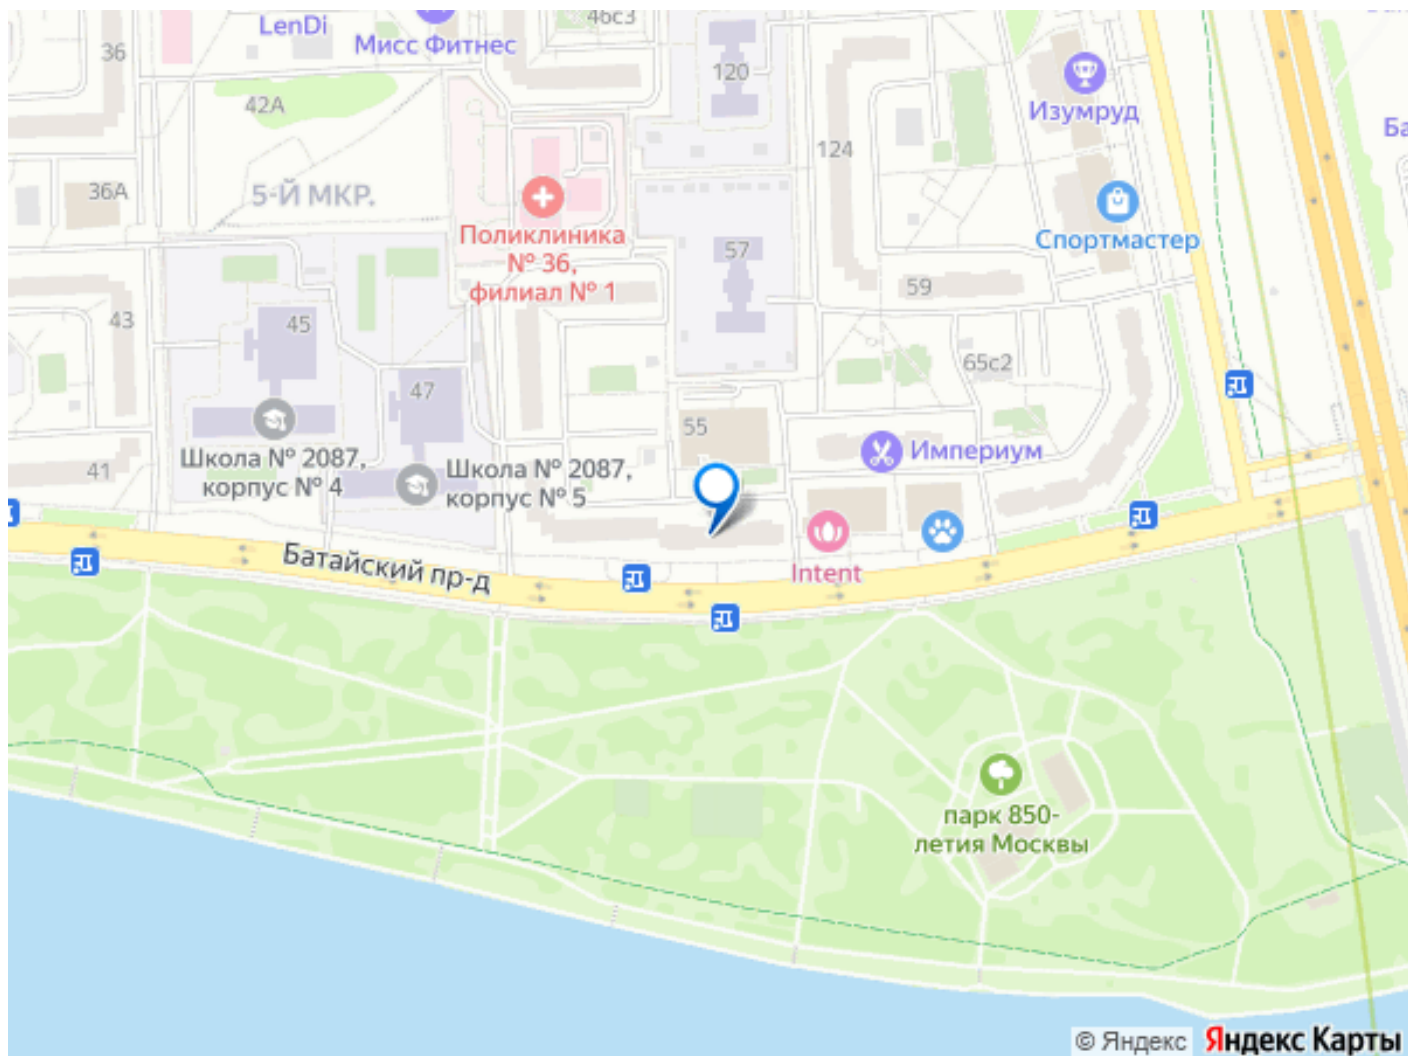 46с3
LenDi
Мисс Фитнес
36
120
42А
Изумруд
124
36А
5-Й МКР.
Поликлиника
№ 36,
филиал № 1
Спортмастер
57
59
43
45
65с2
47
55
Империум
41
Школа № 2087,
корпус № 4
Школа № 2087,
корпус № 5
Батайский пр-д
Intent
парк 850-
летия Москвы
© Яндекс Яндекс Карты